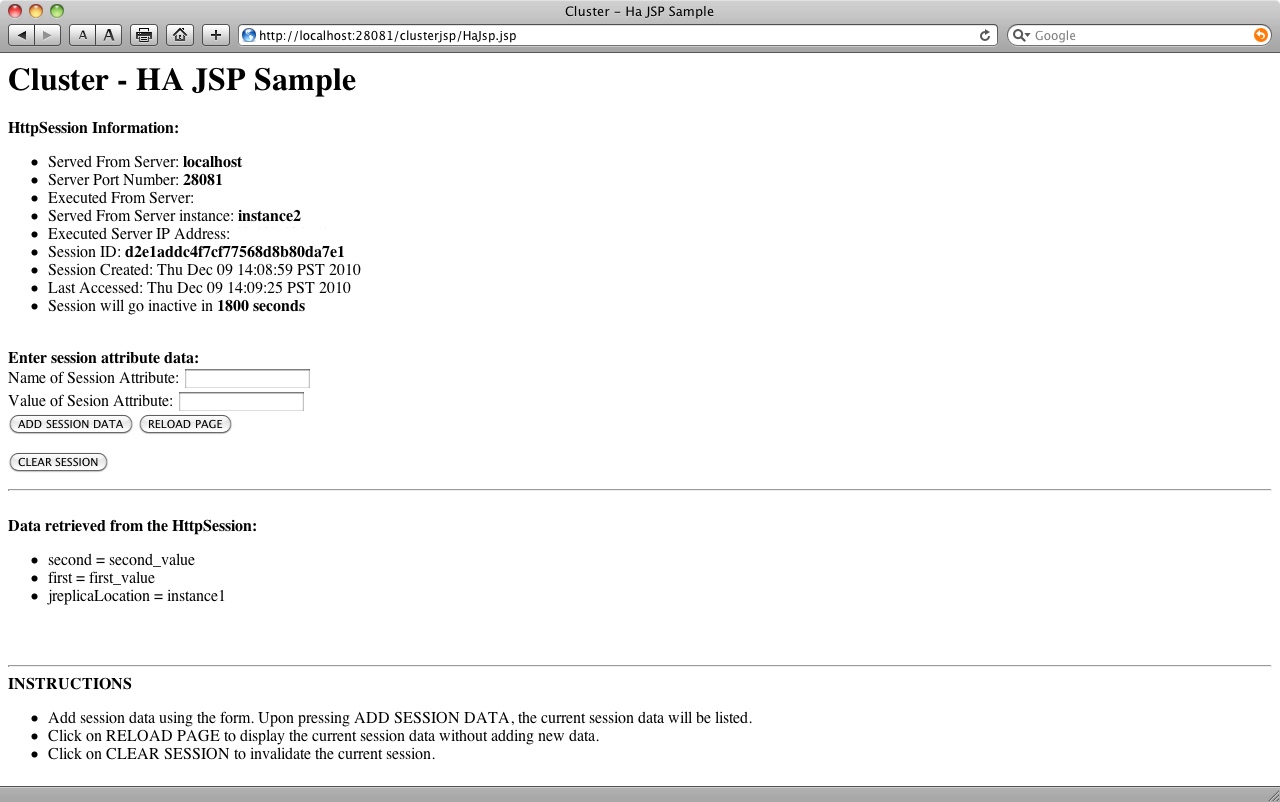 Cluster – Ha JSP Sample
A A http://localhost:28081/clusterjsp/HaJsp.jsp Google
Cluster - HA JSP Sample
HttpSession Information:
• Served From Server: localhost
• Server Port Number: 28081
• Executed From Server:
• Served From Server instance: instance2
• Executed Server IP Address:
• Session ID: d2e1addc4f7cf77568d8b80da7e1
• Session Created: Thu Dec 09 14:08:59 PST 2010
• Last Accessed: Thu Dec 09 14:09:25 PST 2010
• Session will go inactive in 1800 seconds
Enter session attribute data:
Name of Session Attribute:
Value of Sesion Attribute:
ADD SESSION DATA RELOAD PAGE
CLEAR SESSION
Data retrieved from the HttpSession:
• second = second_value
• first = first_value
• jreplicaLocation = instance1
INSTRUCTIONS
• Add session data using the form. Upon pressing ADD SESSION DATA, the current session data will be listed.
• Click on RELOAD PAGE to display the current session data without adding new data.
• Click on CLEAR SESSION to invalidate the current session.